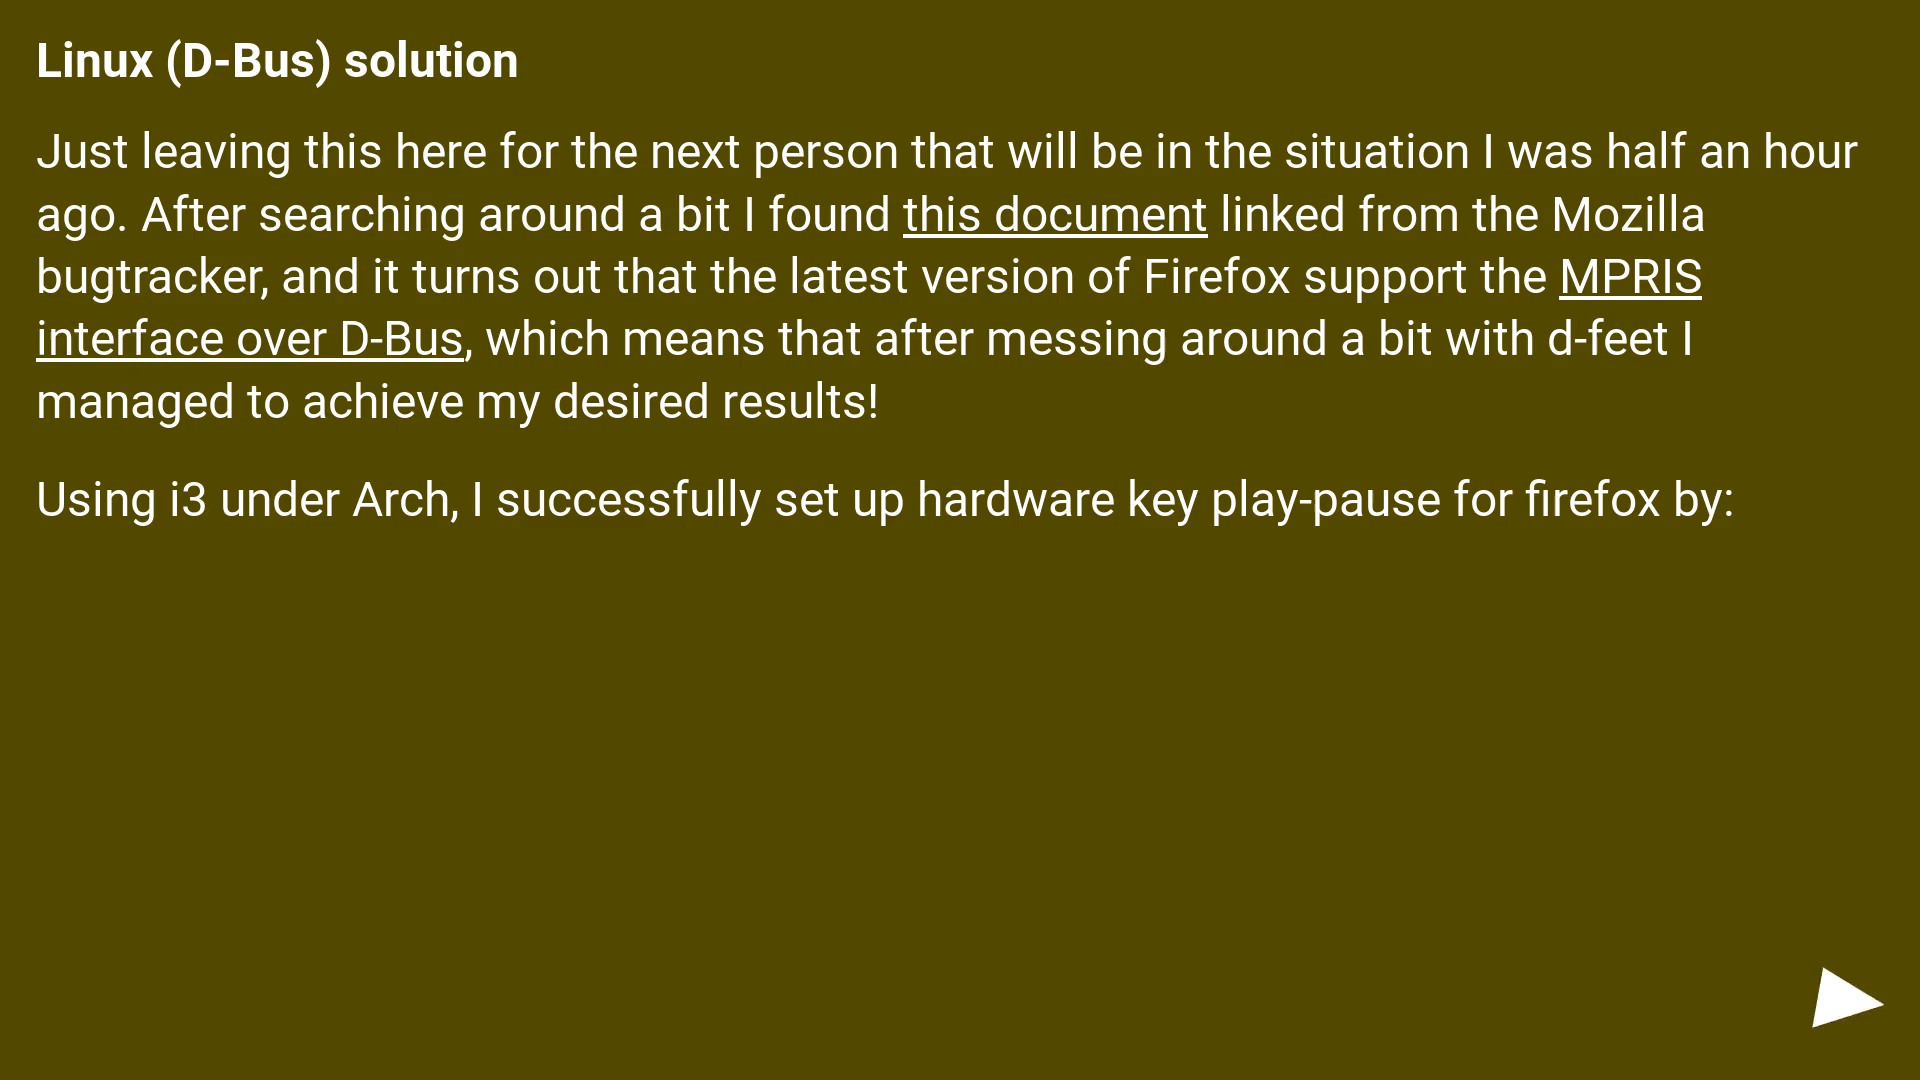 Linux (D-Bus) solution
Just leaving this here for the next person that will be in the situation I was half an hour
ago. After searching around a bit I found this document linked from the Mozilla
bugtracker, and it turns out that the latest version of Firefox support the MPRIS
interface over D-Bus, which means that after messing around a bit with d-feet I
managed to achieve my desired results!
Using i3 under Arch, I successfully set up hardware key play-pause for firefox by: